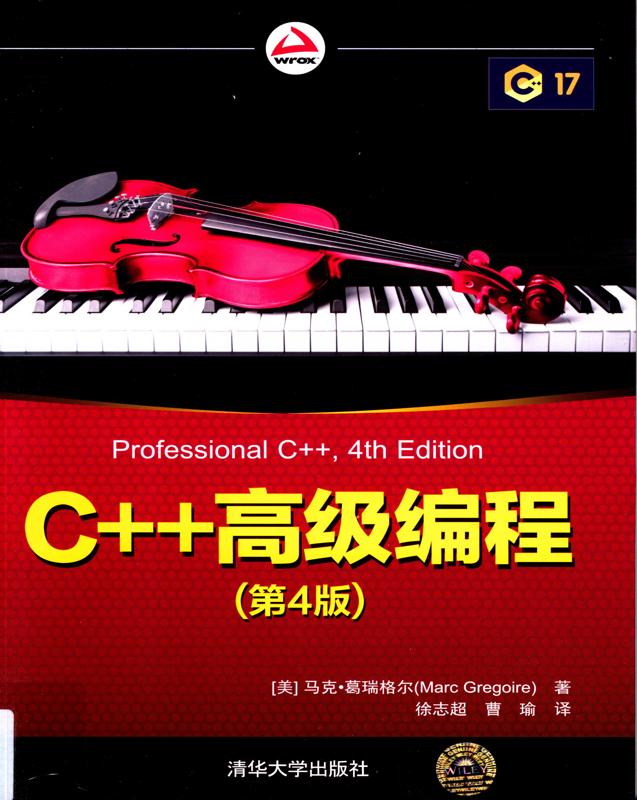 wrox
C++ 17
Professional C++, 4th Edition
C++高级编程
(第4版)
[美] 马克•葛瑞格尔(Marc Gregoire) 著
徐志超 曹 瑜 译
清华大学出版社
WILEY